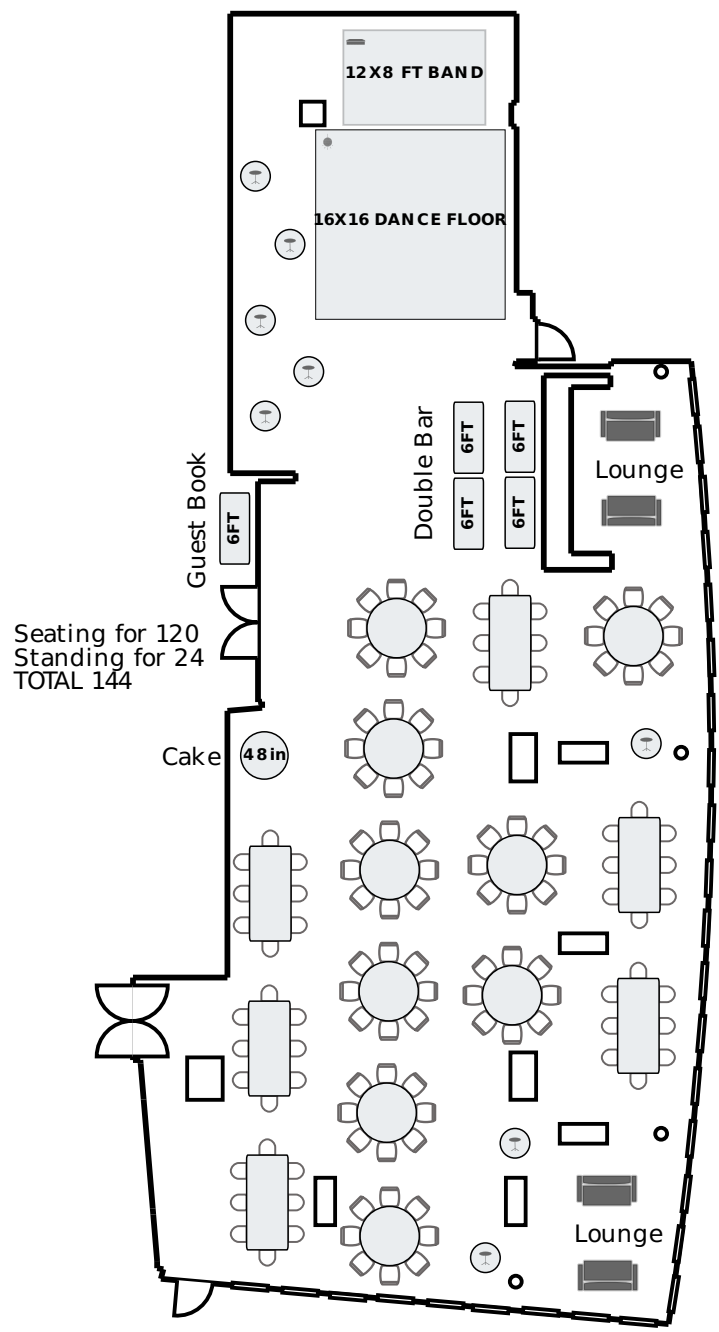 12X8 FT BAND
16X16 DANCE FLOOR
Double Bar
6FT
6FT
6FT
6FT
Lounge
Guest Book
6FT
Seating for 120
Standing for 24
TOTAL 144
Cake
48in
Lounge